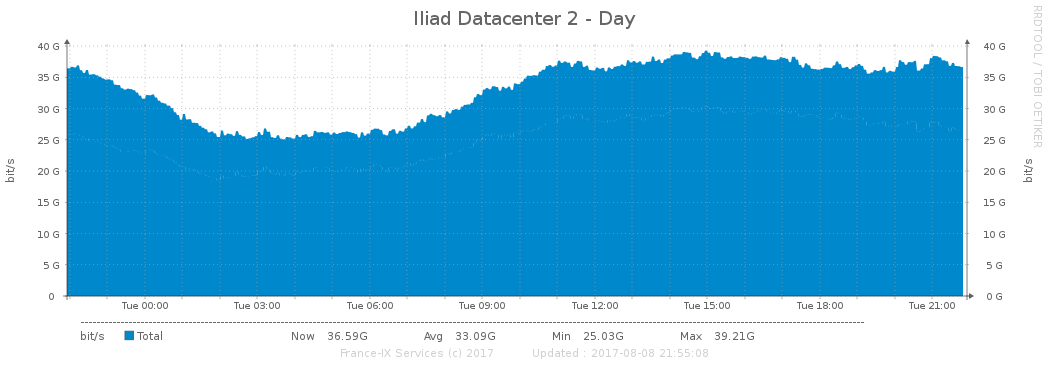 Iliad Datacenter 2 - Day
RRDTOOL / TOBI OETIKER
40 G 40 G
35 G 35 G
30 G 30 G
25 G 25 G
20 G 20 G
15 G 15 G
10 G 10 G
5 G 5 G
0 0 G
bit/s bit/s
Tue 00:00 Tue 03:00 Tue 06:00 Tue 09:00 Tue 12:00 Tue 15:00 Tue 18:00 Tue 21:00
bit/s Total Now 36.59G Avg 33.09G Min 25.03G Max 39.21G
France-IX Services (c) 2017 Updated : 2017-08-08 21:55:08